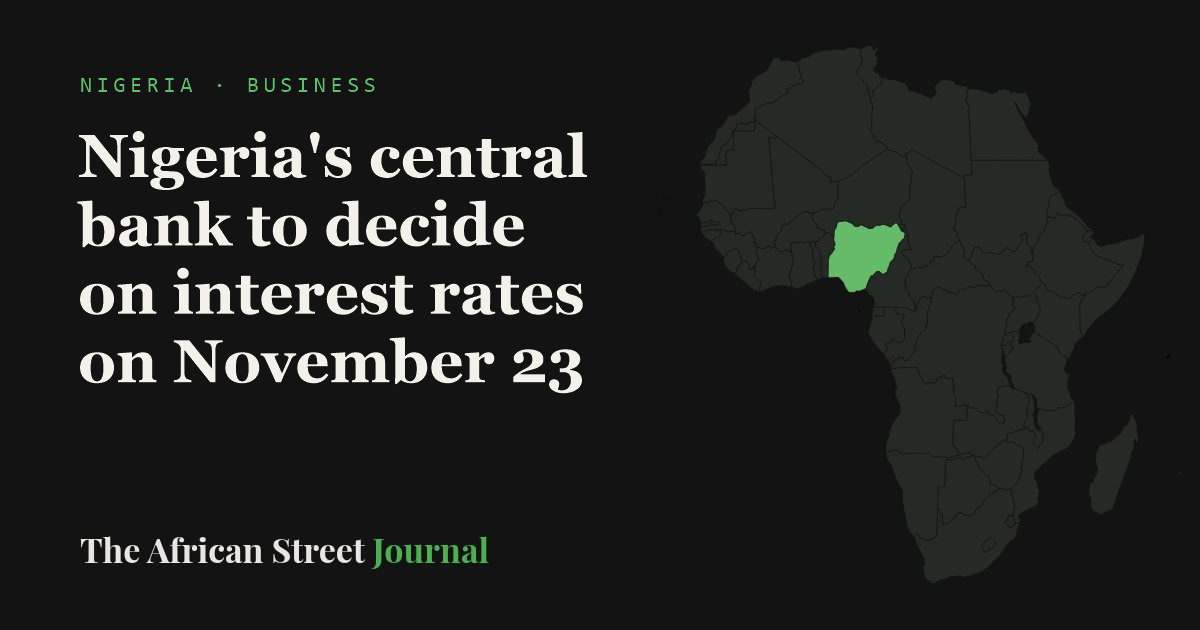 NIGERIA · BUSINESS
Nigeria's central
bank to decide
on interest rates
on November 23
The African Street Journal